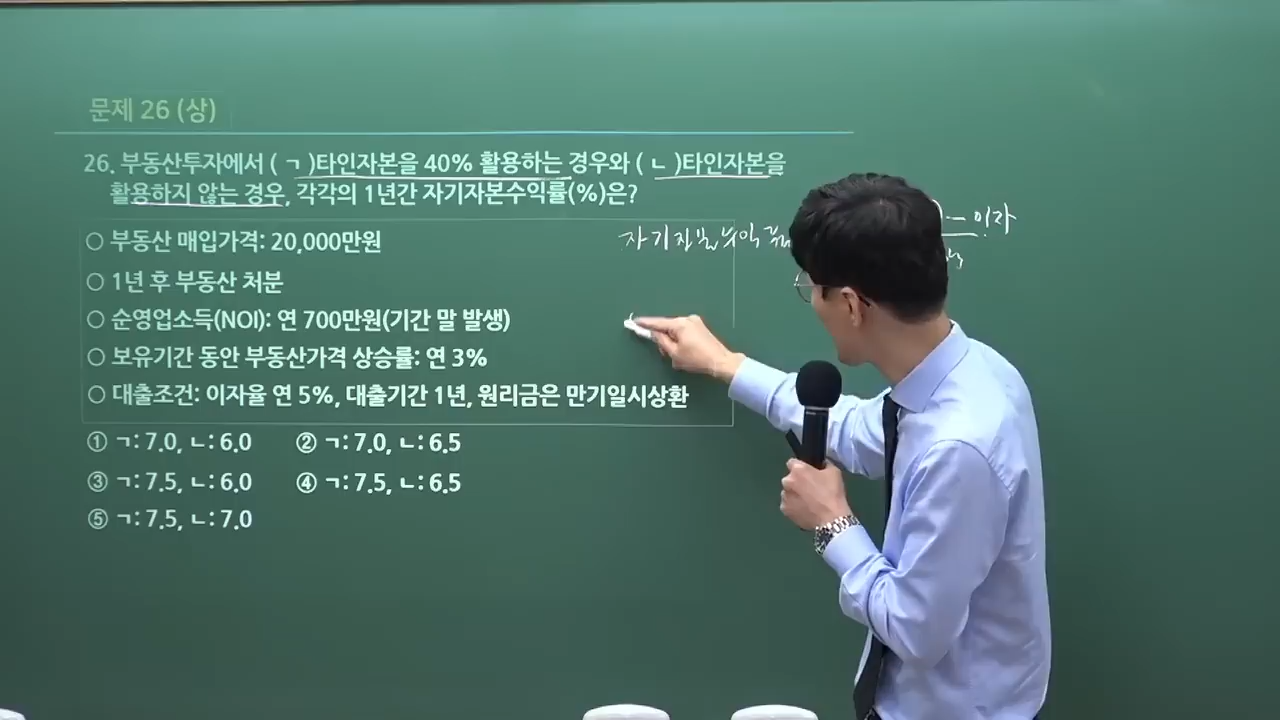 문제 26 (상)
26. 부동산투자에서 ( ㄱ )타인자본을 40% 활용하는 경우와 ( ㄴ )타인자본을
활용하지 않는 경우, 각각의 1년간 자기자본수익률(%)은?
○ 부동산 매입가격: 20,000만원
자기자본수익률
— 이자
○ 1년 후 부동산 처분
○ 순영업소득(NOI): 연 700만원(기간 말 발생)
○ 보유기간 동안 부동산가격 상승률: 연 3%
○ 대출조건: 이자율 연 5%, 대출기간 1년, 원리금은 만기일시상환
① ㄱ: 7.0, ㄴ: 6.0 ② ㄱ: 7.0, ㄴ: 6.5
③ ㄱ: 7.5, ㄴ: 6.0 ④ ㄱ: 7.5, ㄴ: 6.5
⑤ ㄱ: 7.5, ㄴ: 7.0